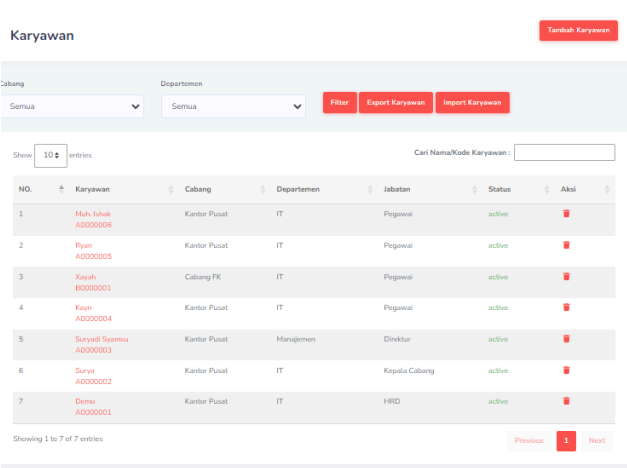 Karyawan
Tambah Karyawan
Cabang Departemen
Semua Semua Filter Export Karyawan Import Karyawan
Show 10 entries Cari Nama/Kode Karyawan :
NO. Karyawan Cabang Departemen Jabatan Status Aksi
1 Muh. Ishak Kantor Pusat IT Pegawai active
A0000006
2 Ryan Kantor Pusat IT Pegawai active
A0000005
3 Xayah Cabang FK IT Pegawai active
B0000001
4 Kayn Kantor Pusat IT Pegawai active
A0000004
5 Suryadi Syamsu Kantor Pusat Manajemen Direktur active
A0000003
6 Surya Kantor Pusat IT Kepala Cabang active
A0000002
7 Demo Kantor Pusat IT HRD active
A0000001
Showing 1 to 7 of 7 entries Previous 1 Next